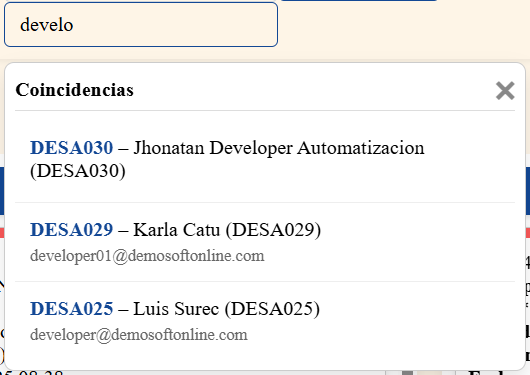 develo
Coincidencias
DESA030 – Jhonatan Developer Automatizacion
(DESA030)
DESA029 – Karla Catu (DESA029)
developer01@demosoftonline.com
DESA025 – Luis Surec (DESA025)
developer@demosoftonline.com